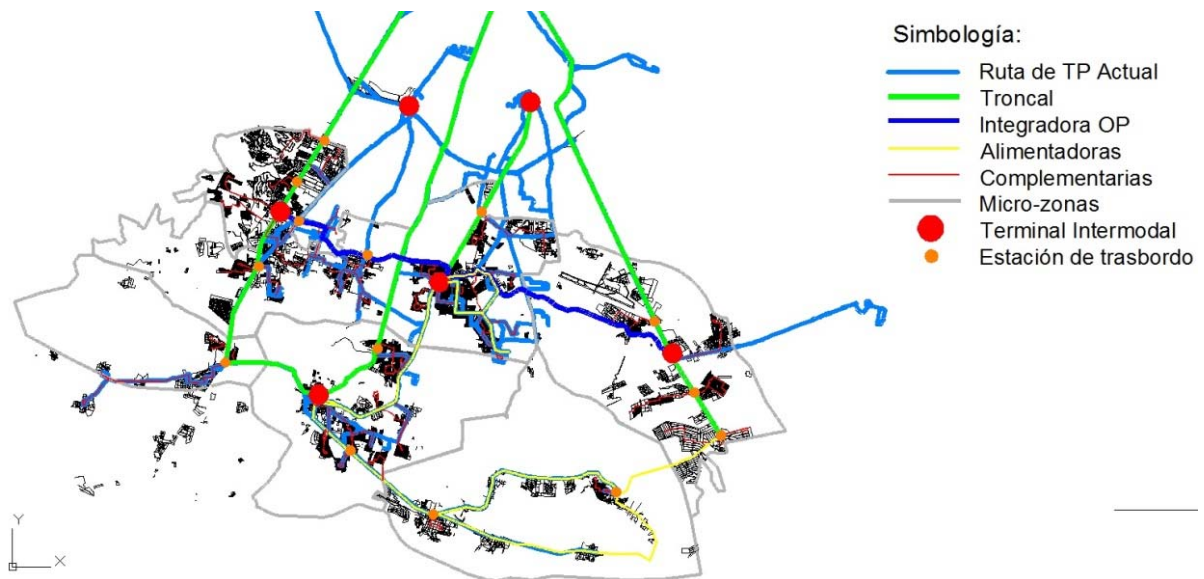 Simbología:
Ruta de TP Actual
Troncal
Integradora OP
Alimentadoras
Complementarias
Micro-zonas
Terminal Intermodal
Estación de trasbordo
Y
X